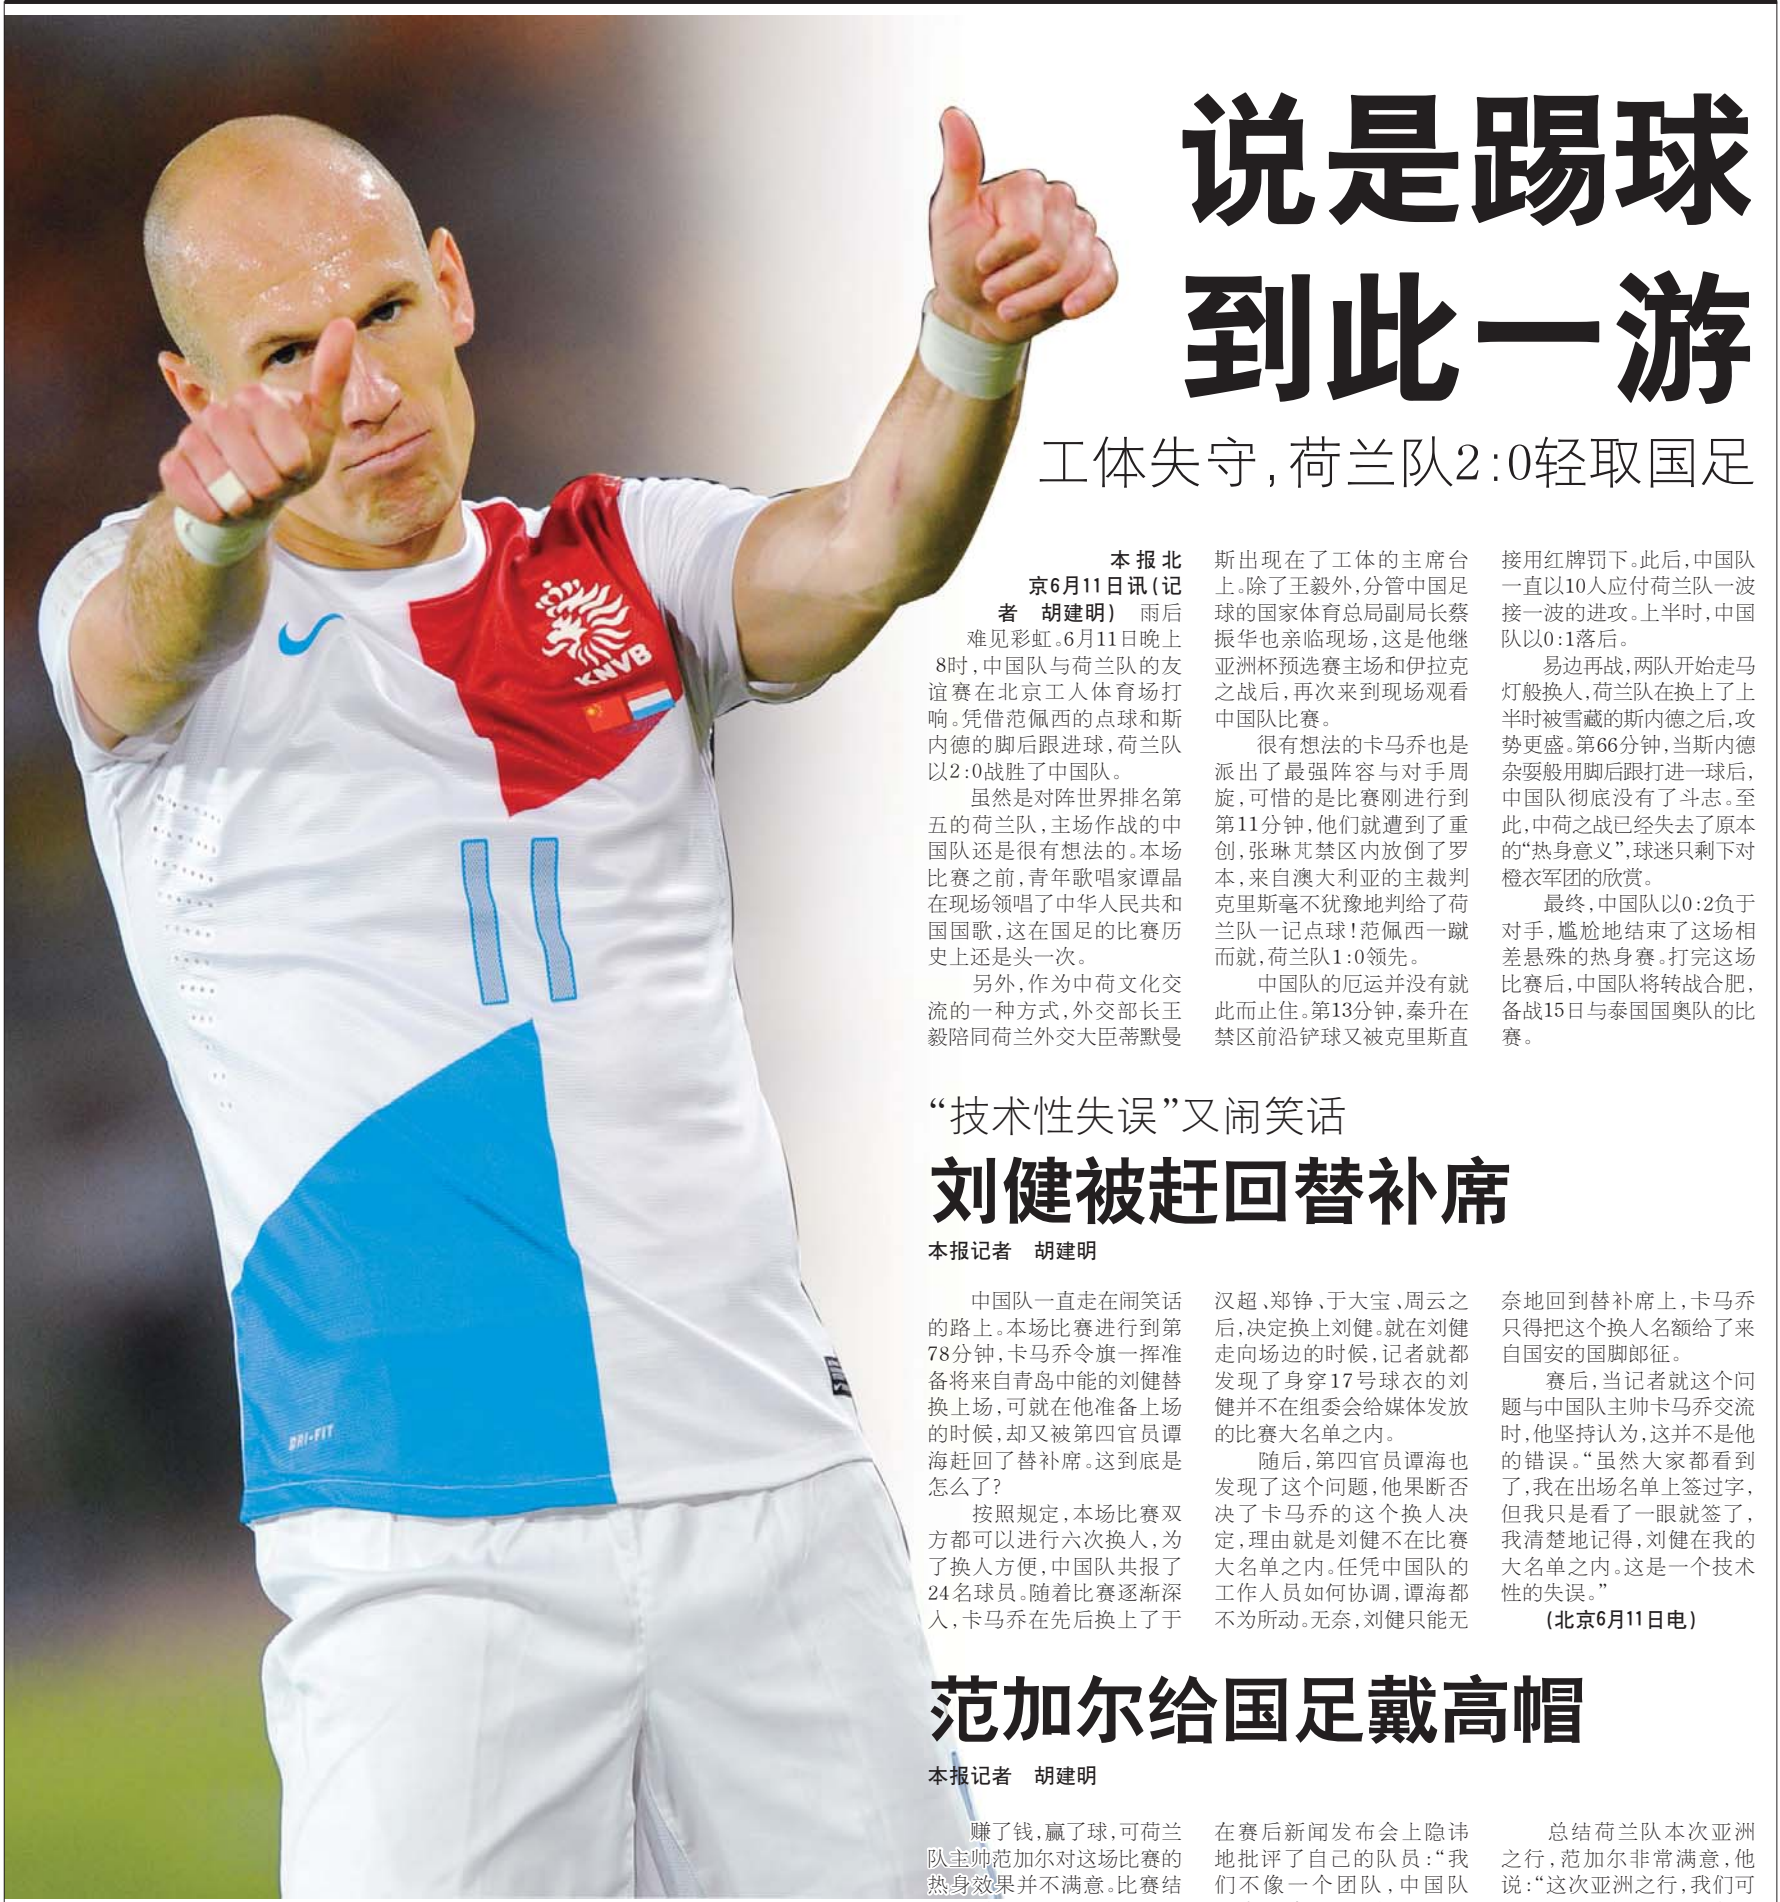 说是踢球
到此一游
工体失守,荷兰队2:0轻取国足
本报北
京6月11日讯(记
者 胡建明) 雨后
难见彩虹。6月11日晚上
8时,中国队与荷兰队的友
谊赛在北京工人体育场打
响。凭借范佩西的点球和斯
内德的脚后跟进球,荷兰队
以2:0战胜了中国队。
虽然是对阵世界排名第
五的荷兰队,主场作战的中
国队还是很有想法的。本场
比赛之前,青年歌唱家谭晶
在现场领唱了中华人民共和
国国歌,这在国足的比赛历
史上还是头一次。
另外,作为中荷文化交
流的一种方式,外交部长王
毅陪同荷兰外交大臣蒂默曼
斯出现在了工体的主席台
上。除了王毅外,分管中国足
球的国家体育总局副局长蔡
振华也亲临现场,这是他继
亚洲杯预选赛主场和伊拉克
之战后,再次来到现场观看
中国队比赛。
很有想法的卡马乔也是
派出了最强阵容与对手周
旋,可惜的是比赛刚进行到
第11分钟,他们就遭到了重
创,张琳芃禁区内放倒了罗
本,来自澳大利亚的主裁判
克里斯毫不犹豫地判给了荷
兰队一记点球!范佩西一蹴
而就,荷兰队1:0领先。
中国队的厄运并没有就
此而止住。第13分钟,秦升在
禁区前沿铲球又被克里斯直
接用红牌罚下。此后,中国队
一直以10人应付荷兰队一波
接一波的进攻。上半时,中国
队以0:1落后。
易边再战,两队开始走马
灯般换人,荷兰队在换上了上
半时被雪藏的斯内德之后,攻
势更盛。第66分钟,当斯内德
杂耍般用脚后跟打进一球后,
中国队彻底没有了斗志。至
此,中荷之战已经失去了原本
的“热身意义”,球迷只剩下对
橙衣军团的欣赏。
最终,中国队以0:2负于
对手,尴尬地结束了这场相
差悬殊的热身赛。打完这场
比赛后,中国队将转战合肥,
备战15日与泰国国奥队的比
赛。
“技术性失误”又闹笑话
刘健被赶回替补席
本报记者 胡建明
中国队一直走在闹笑话
的路上。本场比赛进行到第
78分钟,卡马乔令旗一挥准
备将来自青岛中能的刘健替
换上场,可就在他准备上场
的时候,却又被第四官员谭
海赶回了替补席。这到底是
怎么了?
按照规定,本场比赛双
方都可以进行六次换人,为
了换人方便,中国队共报了
24名球员。随着比赛逐渐深
入,卡马乔在先后换上了于
汉超、郑铮、于大宝、周云之
后,决定换上刘健。就在刘健
走向场边的时候,记者就都
发现了身穿17号球衣的刘
健并不在组委会给媒体发放
的比赛大名单之内。
随后,第四官员谭海也
发现了这个问题,他果断否
决了卡马乔的这个换人决
定,理由就是刘健不在比赛
大名单之内。任凭中国队的
工作人员如何协调,谭海都
不为所动。无奈,刘健只能无
奈地回到替补席上,卡马乔
只得把这个换人名额给了来
自国安的国脚郎征。
赛后,当记者就这个问
题与中国队主帅卡马乔交流
时,他坚持认为,这并不是他
的错误。“虽然大家都看到
了,我在出场名单上签过字,
但我只是看了一眼就签了,
我清楚地记得,刘健在我的
大名单之内。这是一个技术
性的失误。”
(北京6月11日电)
范加尔给国足戴高帽
本报记者 胡建明
赚了钱,赢了球,可荷兰
队主帅范加尔对这场比赛的
热身效果并不满意。比赛结
在赛后新闻发布会上隐讳
地批评了自己的队员:“我
们不像一个团队,中国队
总结荷兰队本次亚洲
之行,范加尔非常满意,他
说:“这次亚洲之行,我们可
KNVB
11
DRI-FIT